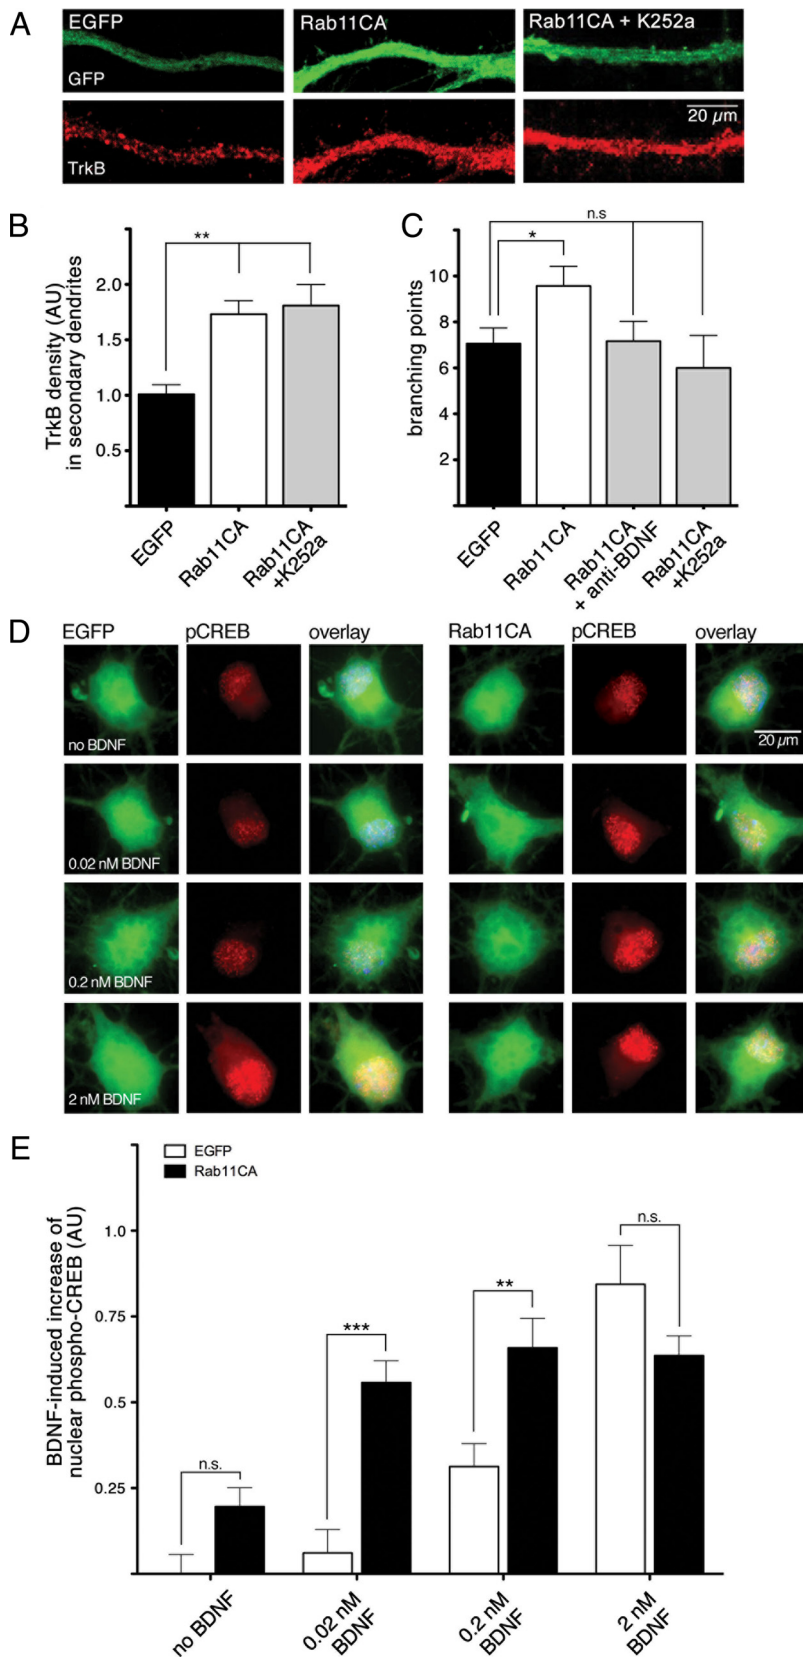 A
EGFP
Rab11CA
Rab11CA + K252a
GFP
TrkB
20 µm
B
TrkB density (AU)
in secondary dendrites
2.0
1.5
1.0
0.5
**
EGFP
Rab11CA
Rab11CA
+K252a
C
branching points
10
8
6
4
2
n.s
*
EGFP
Rab11CA
Rab11CA
+ anti-BDNF
Rab11CA
+K252a
D
EGFP
pCREB
overlay
Rab11CA
pCREB
overlay
no BDNF
20 µm
0.02 nM BDNF
0.2 nM BDNF
2 nM BDNF
E
EGFP
Rab11CA
BDNF-induced increase of
nuclear phospho-CREB (AU)
1.0
0.75
0.5
0.25
n.s.
***
**
n.s.
no BDNF
0.02 nM
BDNF
0.2 nM
BDNF
2 nM
BDNF